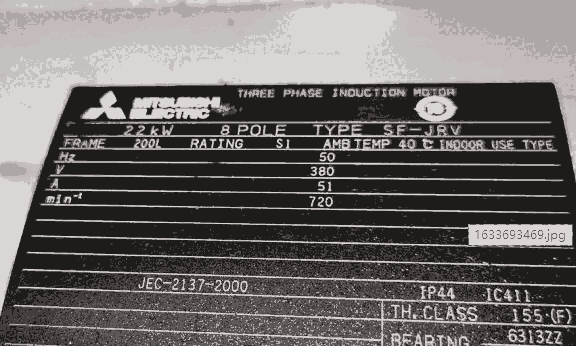 THREE PHASE INDUCTION MOTOR
MITSUBISHI
ELECTRIC
22 kW 8 POLE TYPE SF-JRV
FRAME 200L RATING S1 AMB TEMP 40 ℃ INDOOR USE TYPE
Hz 50
V 380
A 51
min⁻¹ 720
1633693469.jpg
JEC-2137-2000 IP44 IC411
TH.CLASS 155 (F)
BEARING 6313ZZ